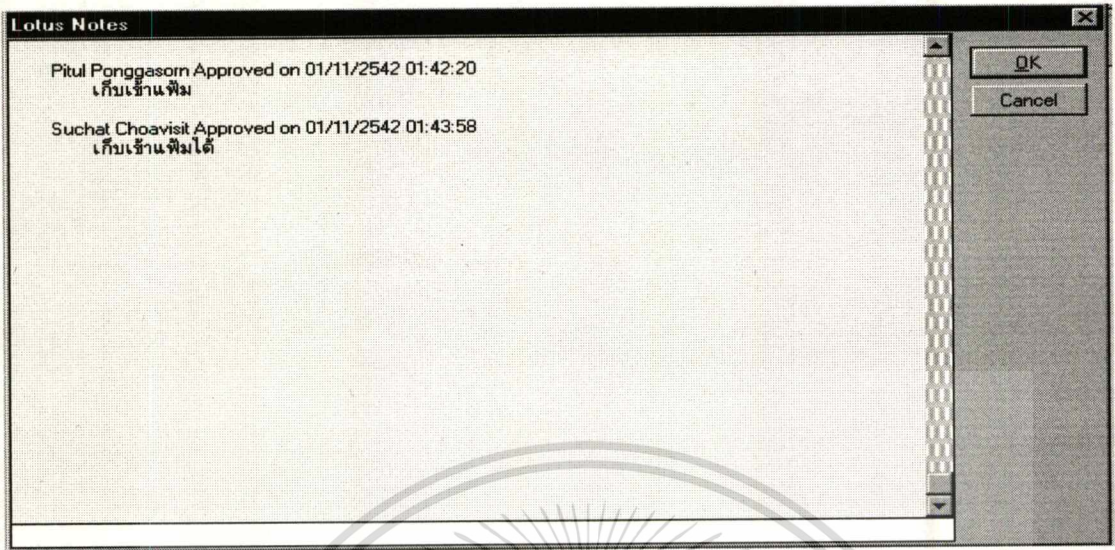 Lotus Notes
Pitul Ponggasorn Approved on 01/11/2542 01:42:20
เก็บเข้าแฟ้ม
Suchat Choavisit Approved on 01/11/2542 01:43:58
เก็บเข้าแฟ้มได้
OK
Cancel